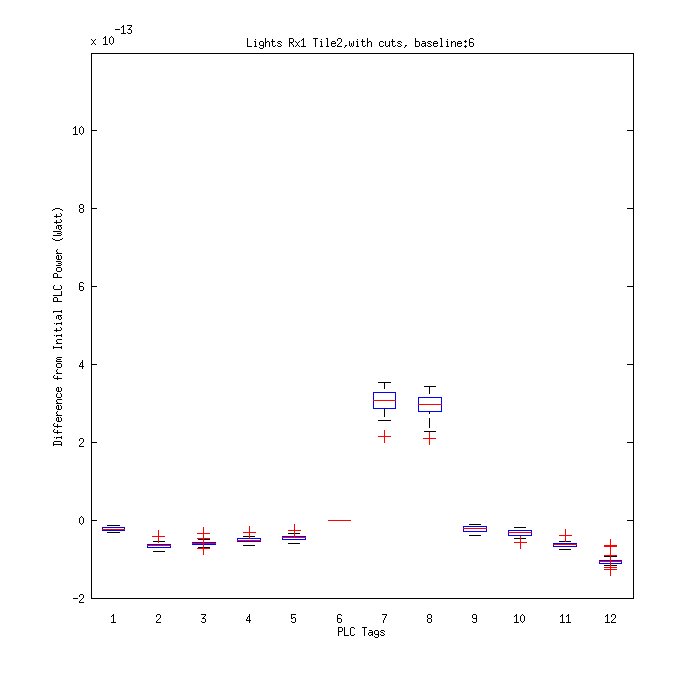 x 10 -13
Lights Rx1 Tile2,with cuts, baseline:6
Difference from Initial PLC Power (Watt)
10
8
6
4
2
0
-2
1 2 3 4 5 6 7 8 9 10 11 12
PLC Tags